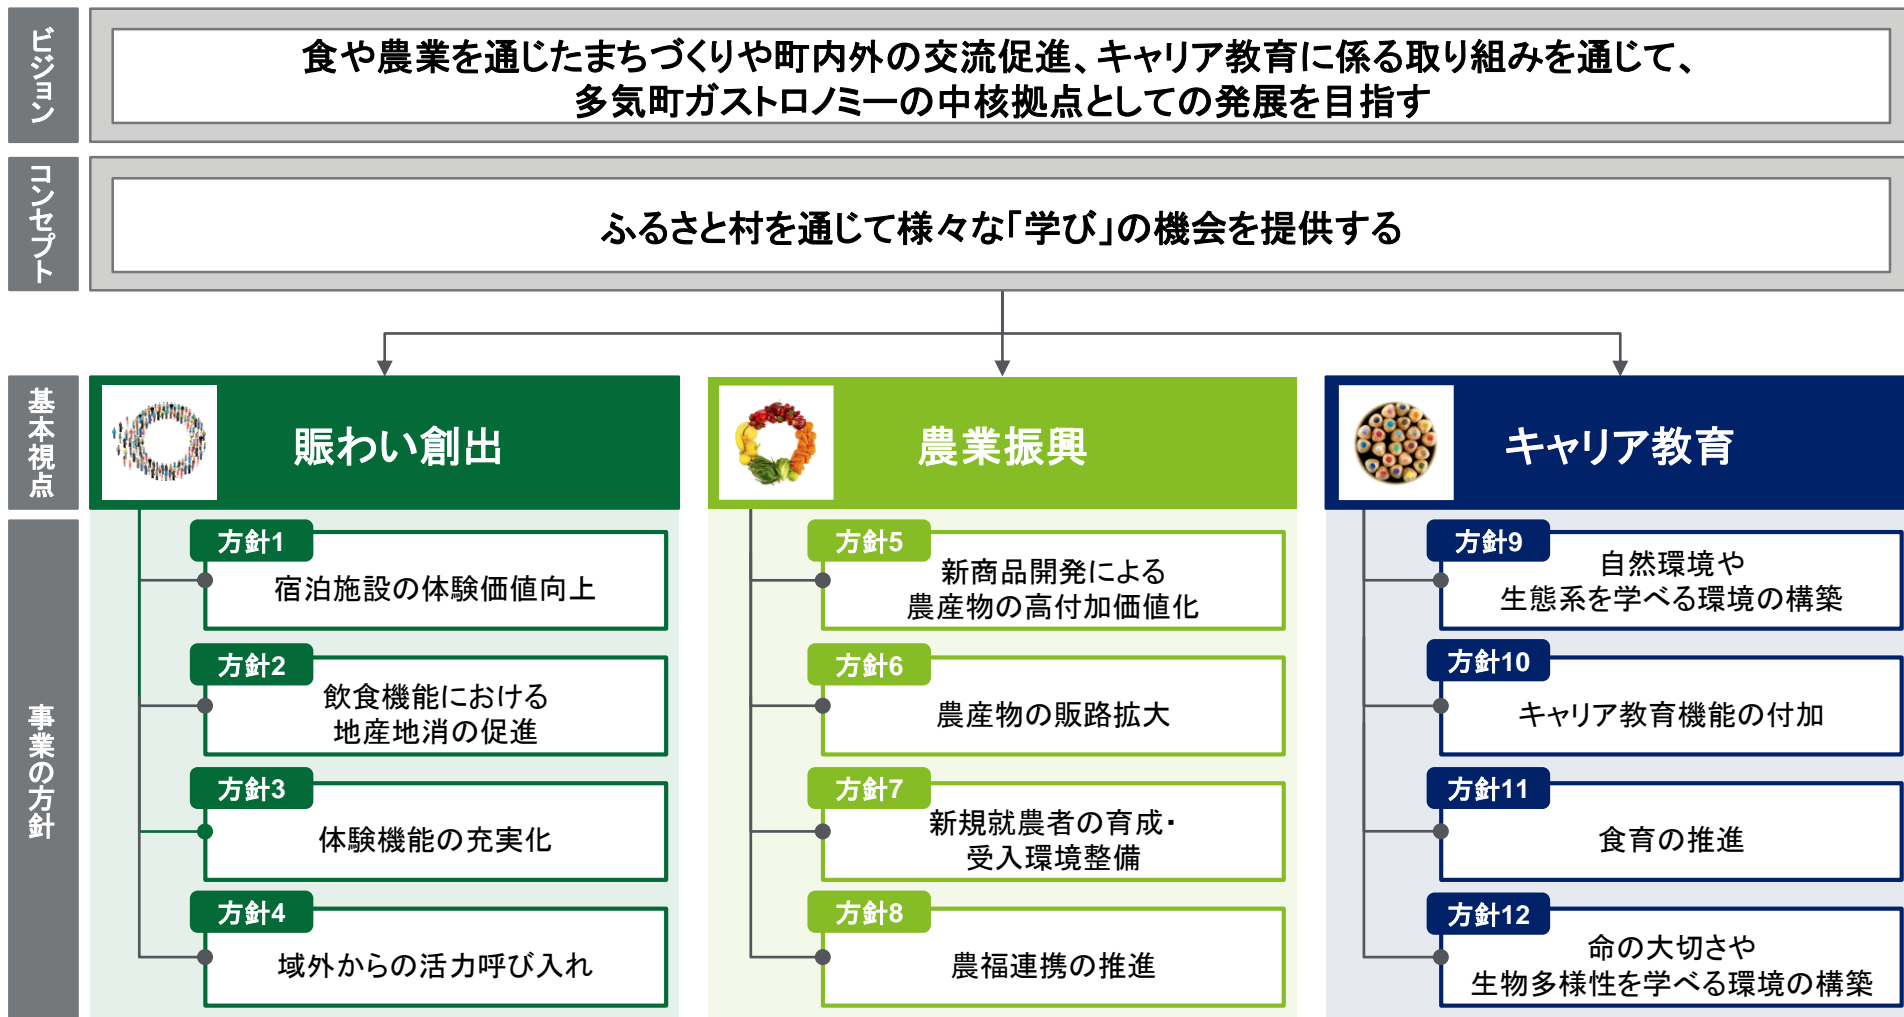 ビジョン
食や農業を通じたまちづくりや町内外の交流促進、キャリア教育に係る取り組みを通じて、
多気町ガストロノミーの中核拠点としての発展を目指す
コンセプト
ふるさと村を通じて様々な「学び」の機会を提供する
基本視点
賑わい創出
農業振興
キャリア教育
事業の方針
方針1
宿泊施設の体験価値向上
方針2
飲食機能における
地産地消の促進
方針3
体験機能の充実化
方針4
域外からの活力呼び入れ
方針5
新商品開発による
農産物の高付加価値化
方針6
農産物の販路拡大
方針7
新規就農者の育成・
受入環境整備
方針8
農福連携の推進
方針9
自然環境や
生態系を学べる環境の構築
方針10
キャリア教育機能の付加
方針11
食育の推進
方針12
命の大切さや
生物多様性を学べる環境の構築